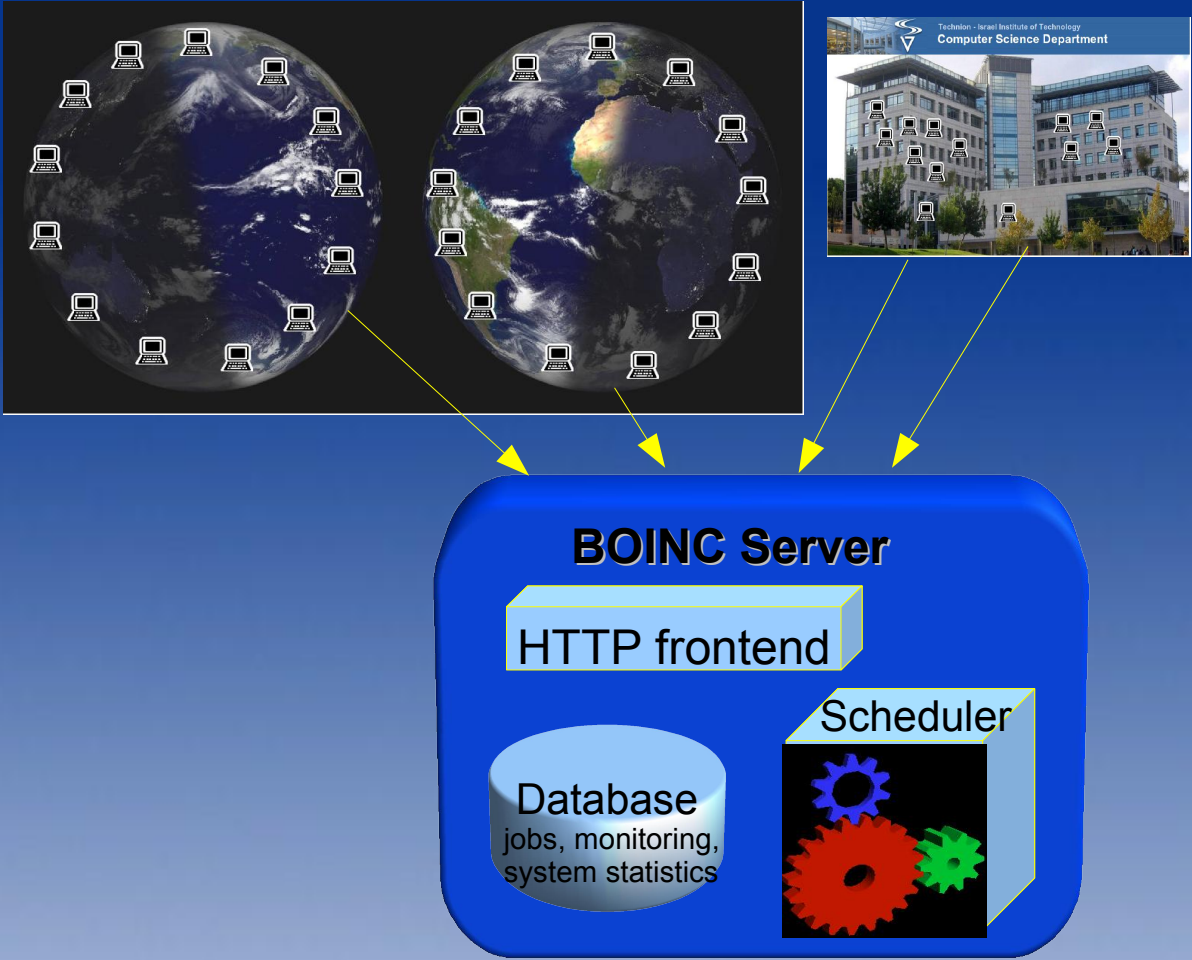 Technion - Israel Institute of Technology
Computer Science Department
BOINC Server
HTTP frontend
Scheduler
Database
jobs, monitoring,
system statistics